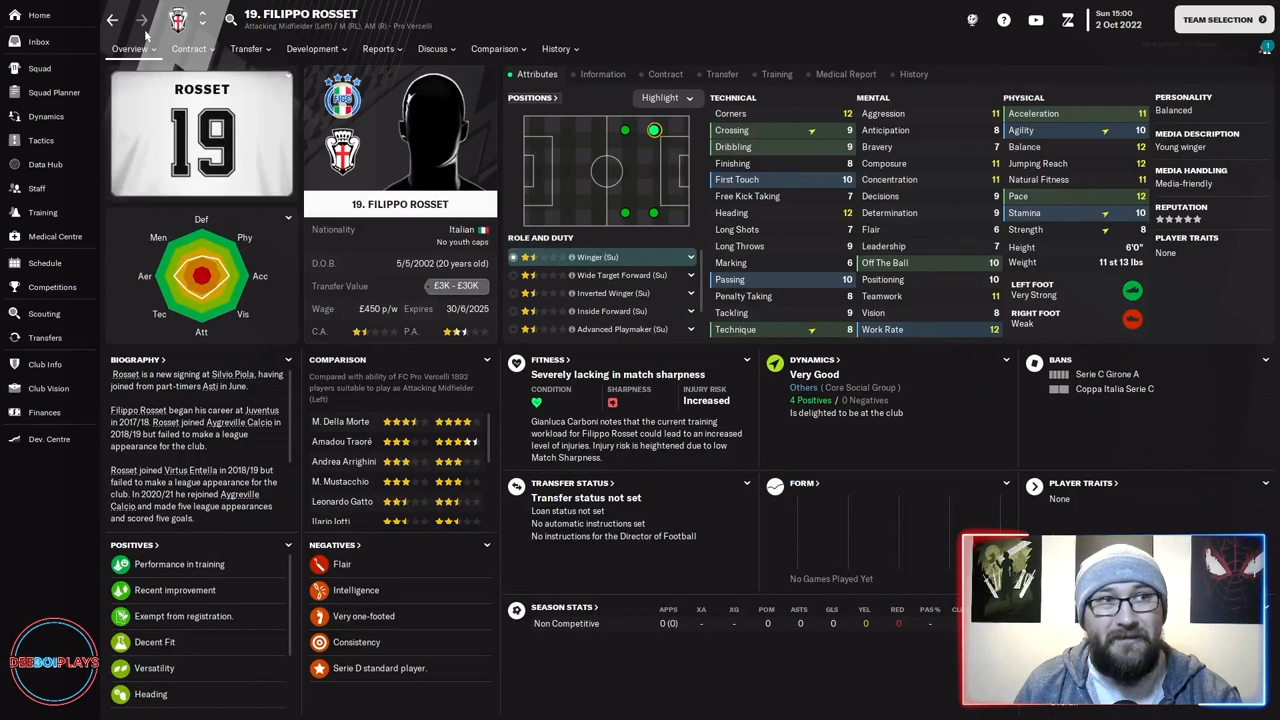 19. FILIPPO ROSSET
Attacking Midfielder (Left) / M (RL), AM (R) - Pro Vercelli
Sun 15:00
2 Oct 2022
TEAM SELECTION
1
Overview
Contract
Transfer
Development
Reports
Discuss
Comparison
History
Home
Inbox
Squad
Squad Planner
Dynamics
Tactics
Data Hub
Staff
Training
Medical Centre
Schedule
Competitions
Scouting
Transfers
Club Info
Club Vision
Finances
Dev. Centre
DEEBOIPLAYS
ROSSET
19
Def
Men
Phy
Aer
Acc
Tec
Vis
Att
FIGC
19. FILIPPO ROSSET
Nationality
Italian
No youth caps
D.O.B.
5/5/2002 (20 years old)
Transfer Value
£3K - £30K
Wage
£450 p/w
Expires
30/6/2025
C.A.
P.A.
Attributes
Information
Contract
Transfer
Training
Medical Report
History
POSITIONS >
Highlight
ROLE AND DUTY
Winger (Su)
Wide Target Forward (Su)
Inverted Winger (Su)
Inside Forward (Su)
Advanced Playmaker (Su)
TECHNICAL
Corners 12
Crossing 9
Dribbling 9
Finishing 8
First Touch 10
Free Kick Taking 7
Heading 12
Long Shots 7
Long Throws 9
Marking 6
Passing 10
Penalty Taking 8
Tackling 9
Technique 8
MENTAL
Aggression 11
Anticipation 8
Bravery 7
Composure 11
Concentration 11
Decisions 9
Determination 9
Flair 6
Leadership 7
Off The Ball 10
Positioning 10
Teamwork 11
Vision 8
Work Rate 12
PHYSICAL
Acceleration 11
Agility 10
Balance 12
Jumping Reach 12
Natural Fitness 11
Pace 12
Stamina 10
Strength 8
Height 6'0"
Weight 11 st 13 lbs
LEFT FOOT
Very Strong
RIGHT FOOT
Weak
PERSONALITY
Balanced
MEDIA DESCRIPTION
Young winger
MEDIA HANDLING
Media-friendly
REPUTATION
PLAYER TRAITS
None
BIOGRAPHY
Rosset is a new signing at Silvio Piola, having
joined from part-timers Asti in June.
Filippo Rosset began his career at Juventus
in 2017/18. Rosset joined Aygreville Calcio in
2018/19 but failed to make a league
appearance for the club.
Rosset joined Virtus Entella in 2018/19 but
failed to make a league appearance for the
club. In 2020/21 he rejoined Aygreville
Calcio and made five league appearances
and scored five goals.
COMPARISON
Compared with ability of FC Pro Vercelli 1892
players suitable to play as Attacking Midfielder
(Left)
M. Della Morte
Amadou Traoré
Andrea Arrighini
M. Mustacchio
Leonardo Gatto
Ilario Iotti
FITNESS >
Severely lacking in match sharpness
CONDITION
SHARPNESS
INJURY RISK
Increased
Gianluca Carboni notes that the current training
workload for Filippo Rosset could lead to an increased
level of injuries. Injury risk is heightened due to low
Match Sharpness.
DYNAMICS
Very Good
Others ( Core Social Group )
4 Positives / 0 Negatives
Is delighted to be at the club
BANS
Serie C Girone A
Coppa Italia Serie C
TRANSFER STATUS >
Transfer status not set
Loan status not set
No automatic instructions set
No instructions for the Director of Football
FORM >
No Games Played Yet
PLAYER TRAITS >
None
POSITIVES >
Performance in training
Recent improvement
Exempt from registration.
Decent Fit
Versatility
Heading
NEGATIVES >
Flair
Intelligence
Very one-footed
Consistency
Serie D standard player.
SEASON STATS >
APPS XA XG POM ASTS GLS YEL RED PAS%
Non Competitive 0 (0) - - 0 0 0 0 0 -